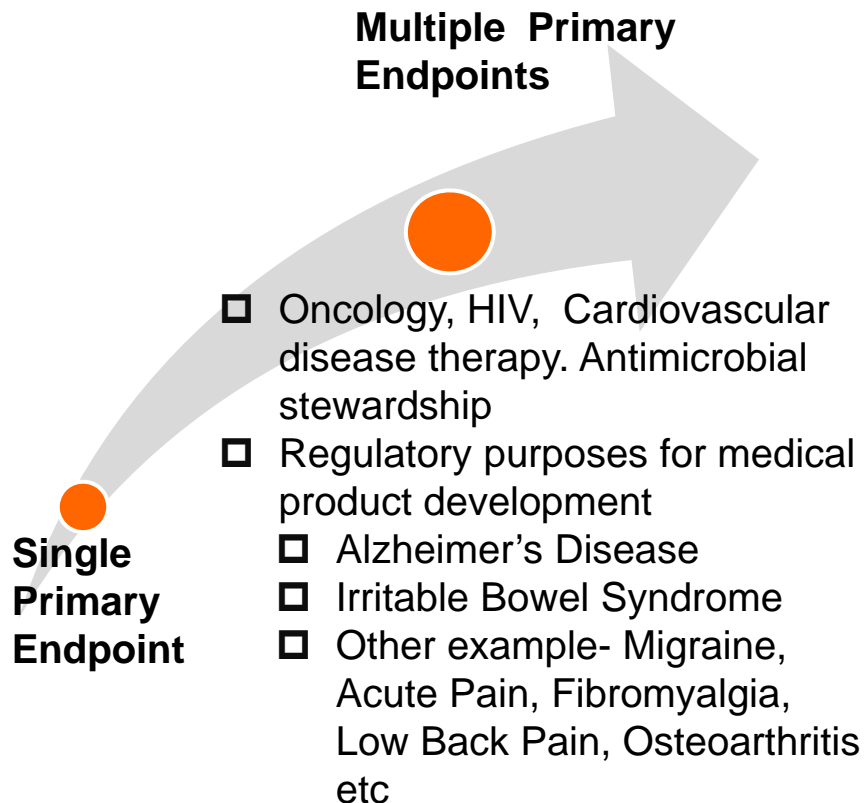 Multiple  Primary
Endpoints
Oncology, HIV,  Cardiovascular
disease therapy. Antimicrobial
stewardship
Regulatory purposes for medical
product development
Alzheimer’s Disease
Irritable Bowel Syndrome
Other example- Migraine,
Acute Pain, Fibromyalgia,
Low Back Pain, Osteoarthritis
etc
Single
Primary
Endpoint